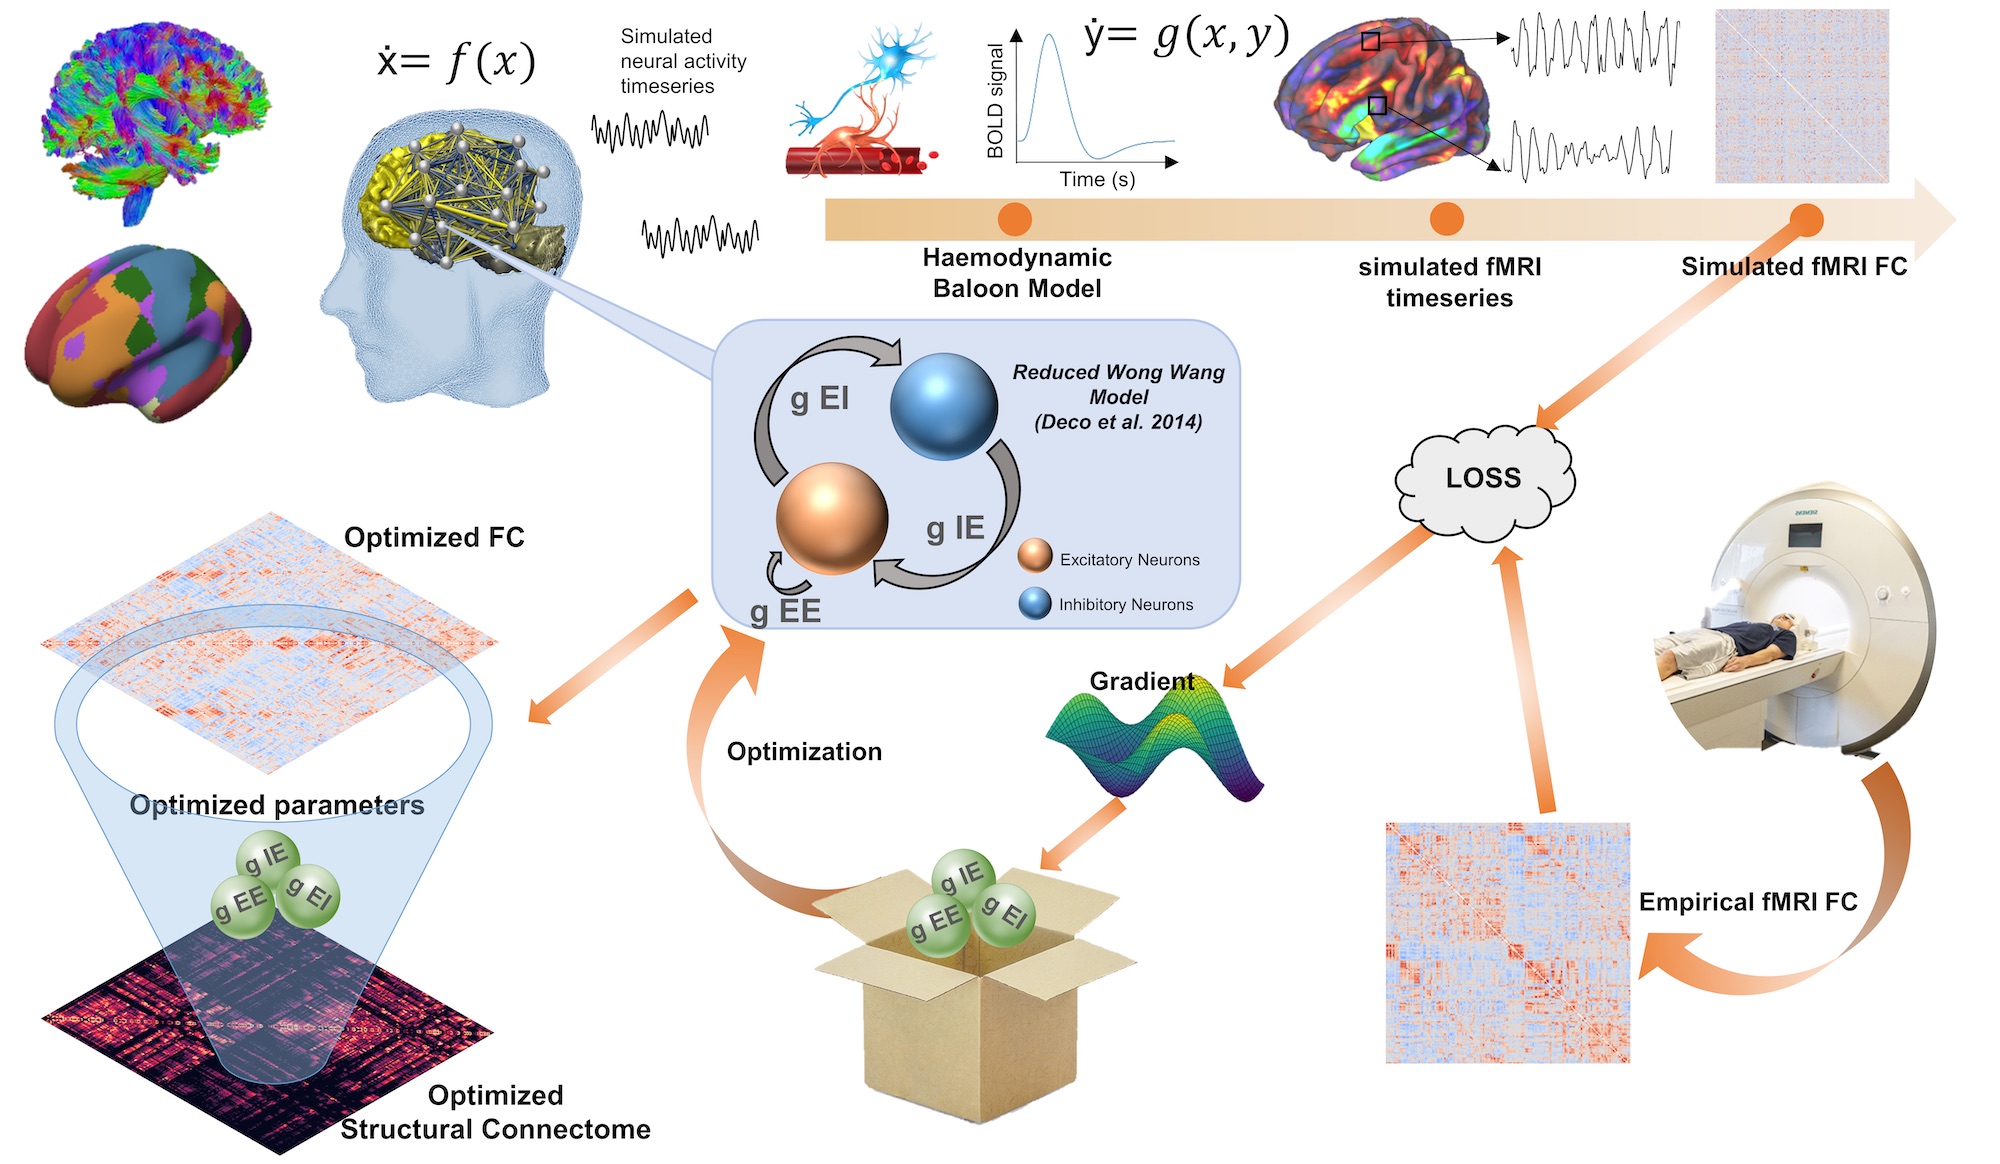 ẋ= f(x)
Simulated
neural activity
timeseries
BOLD signal
Time (s)
ẏ= g(x, y)
Haemodynamic
Baloon Model
simulated fMRI
timeseries
Simulated fMRI FC
g EI
g IE
g EE
Reduced Wong Wang
Model
(Deco et al. 2014)
Excitatory Neurons
Inhibitory Neurons
LOSS
SIEMENS
Optimized FC
Gradient
Optimization
Optimized parameters
g IE
g EE
g EI
g IE
g EE
g EI
Empirical fMRI FC
Optimized
Structural Connectome